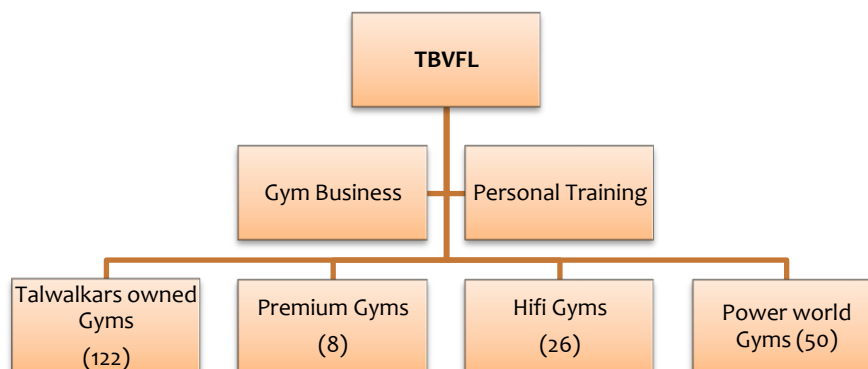 TBVFL
Gym Business
Personal Training
Talwalkars owned
Gyms
(122)
Premium Gyms
(8)
Hifi Gyms
(26)
Power world
Gyms (50)